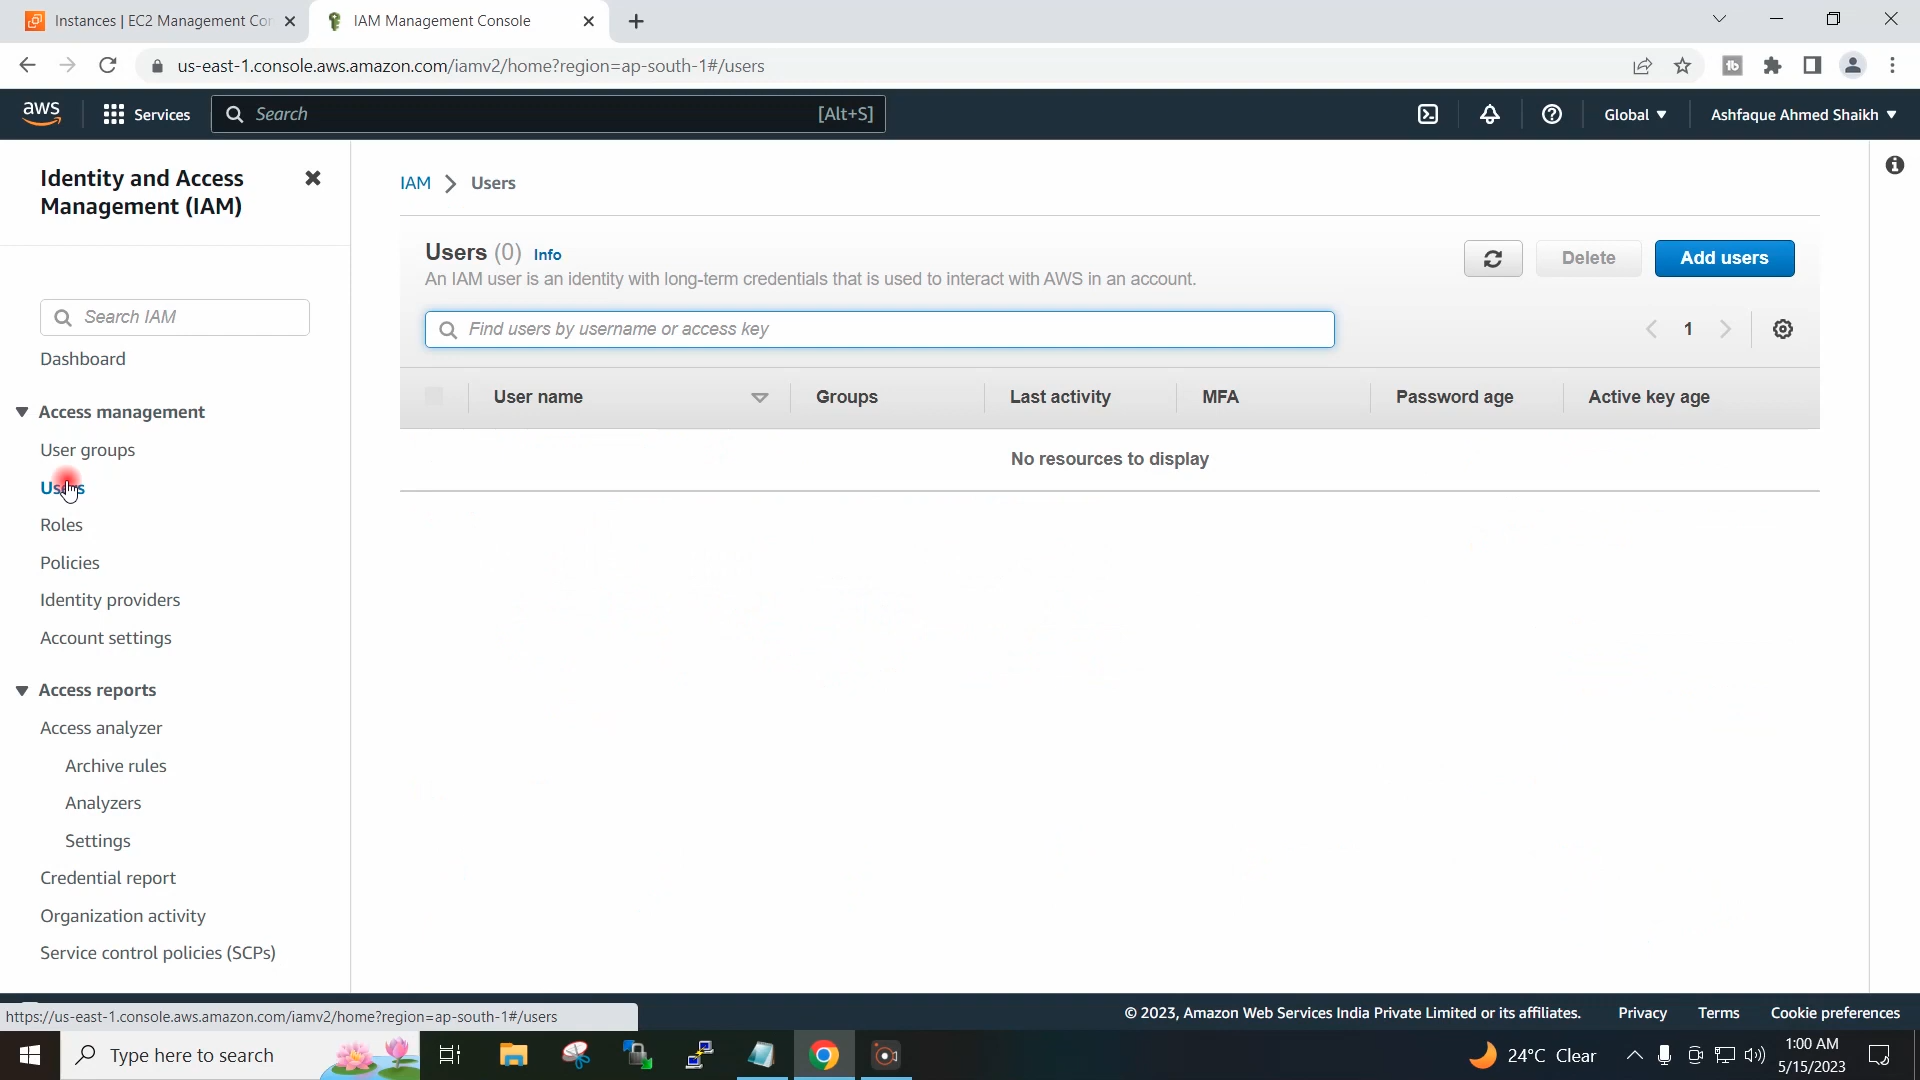 Instances | EC2 Management Co
IAM Management Console
us-east-1.console.aws.amazon.com/iamv2/home?region=ap-south-1#/users
aws
Services
Search
[Alt+S]
Global
Ashfaque Ahmed Shaikh
Identity and Access
Management (IAM)
Search IAM
Dashboard
Access management
User groups
Users
Roles
Policies
Identity providers
Account settings
Access reports
Access analyzer
Archive rules
Analyzers
Settings
Credential report
Organization activity
Service control policies (SCPs)
IAM > Users
Users (0) Info
An IAM user is an identity with long-term credentials that is used to interact with AWS in an account.
Delete
Add users
Find users by username or access key
1
User name
Groups
Last activity
MFA
Password age
Active key age
No resources to display
https://us-east-1.console.aws.amazon.com/iamv2/home?region=ap-south-1#/users
© 2023, Amazon Web Services India Private Limited or its affiliates.
Privacy
Terms
Cookie preferences
Type here to search
24°C Clear
1:00 AM
5/15/2023